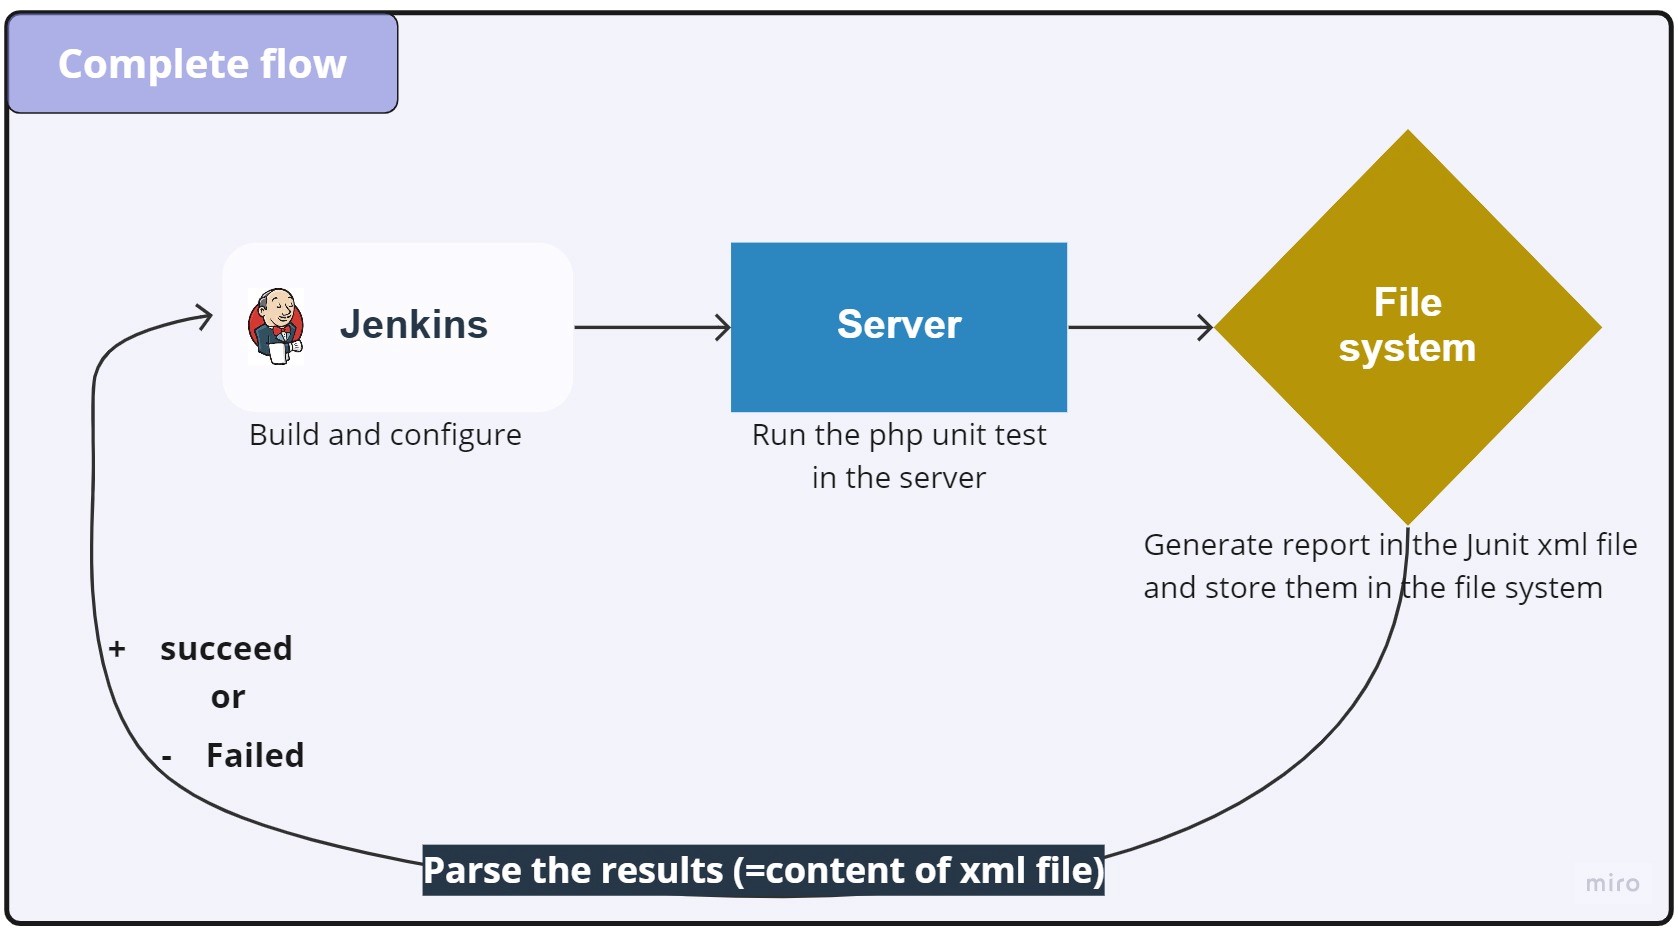 Complete flow
Jenkins
Server
File
system
Build and configure
Run the php unit test
in the server
Generate report in the Junit xml file
and store them in the file system
+ succeed
or
- Failed
Parse the results (=content of xml file)
miro